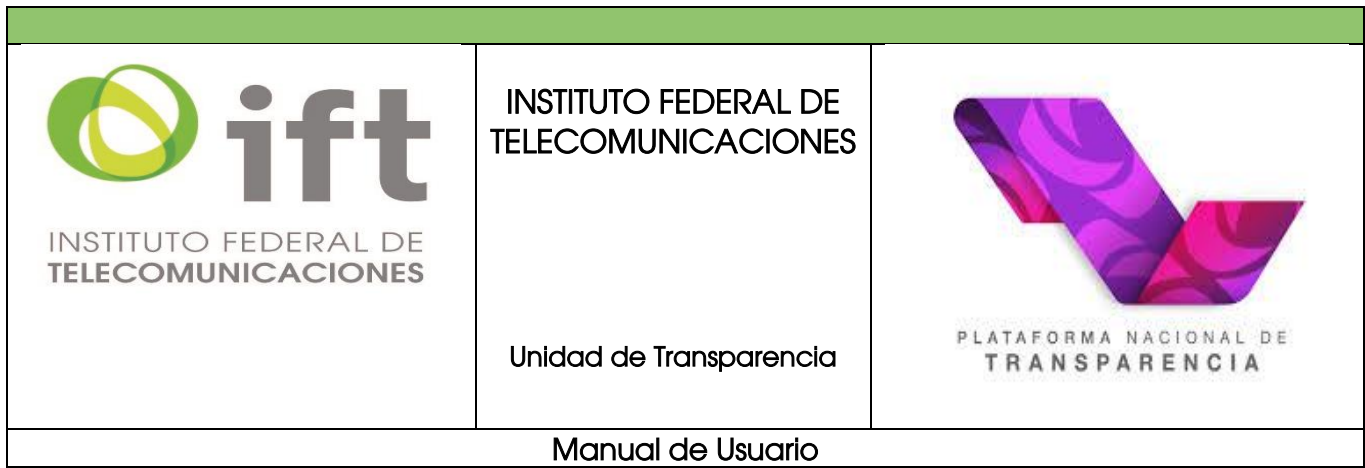 ift
INSTITUTO FEDERAL DE
TELECOMUNICACIONES
INSTITUTO FEDERAL DE
TELECOMUNICACIONES
Unidad de Transparencia
PLATAFORMA NACIONAL DE
TRANSPARENCIA
Manual de Usuario